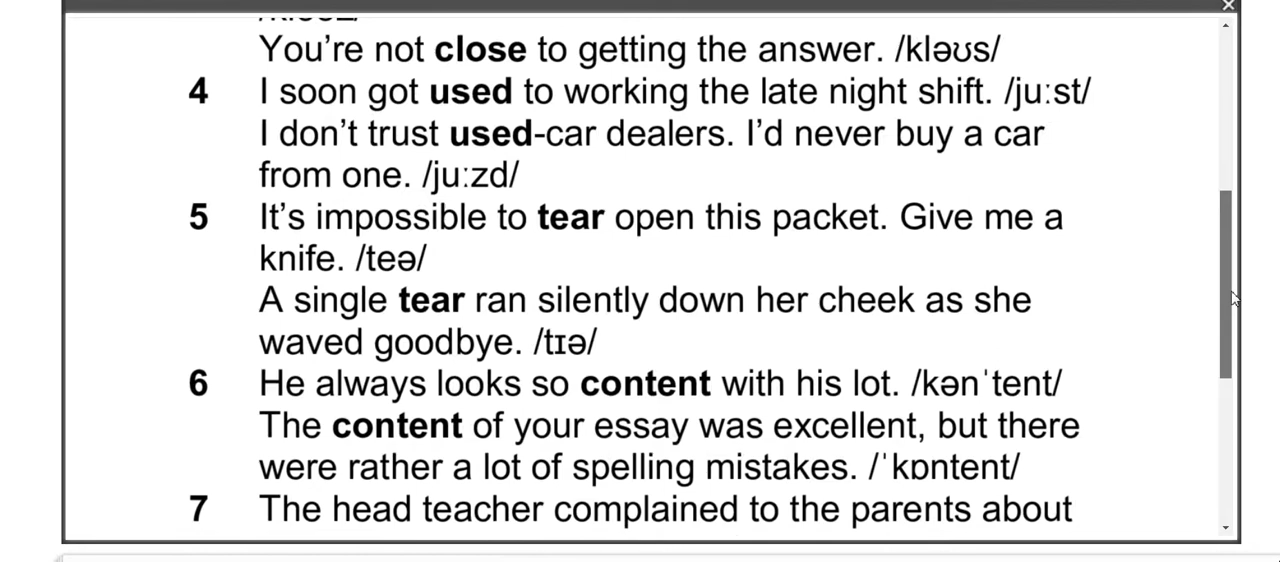 You're not close to getting the answer. /kləʊs/
4 I soon got used to working the late night shift. /juːst/
I don't trust used-car dealers. I'd never buy a car
from one. /juːzd/
5 It's impossible to tear open this packet. Give me a
knife. /teə/
A single tear ran silently down her cheek as she
waved goodbye. /tɪə/
6 He always looks so content with his lot. /kənˈtent/
The content of your essay was excellent, but there
were rather a lot of spelling mistakes. /ˈkɒntent/
7 The head teacher complained to the parents about